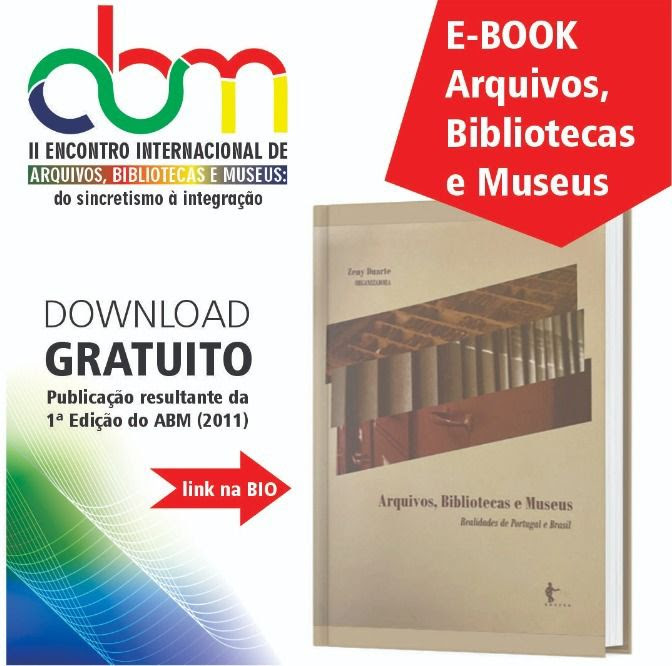 abm
II ENCONTRO INTERNACIONAL DE
ARQUIVOS, BIBLIOTECAS E MUSEUS:
do sincretismo à integração
E-BOOK
Arquivos,
Bibliotecas
e Museus
DOWNLOAD
GRATUITO
Publicação resultante da
1ª Edição do ABM (2011)
link na BIO
Zeny Duarte
ORGANIZADORA
Arquivos, Bibliotecas e Museus
Realidades de Portugal e Brasil
EDUFBA